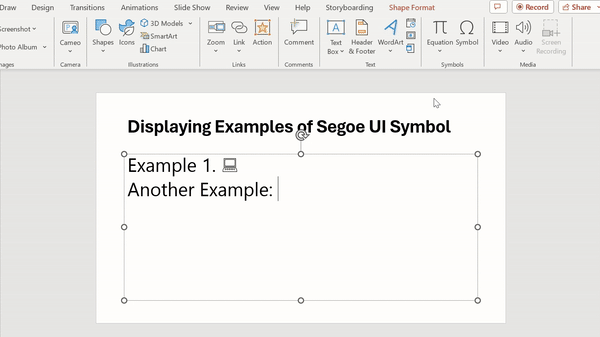 Draw Design Transitions Animations Slide Show Review View Help Storyboarding Shape Format Record Share
Screenshot 3D Models
SmartArt
Photo Album Cameo Shapes Icons Chart Zoom Link Action Comment Text Box Header & Footer WordArt Equation Symbol Video Audio Screen Recording
Camera Illustrations Links Comments Text Symbols Media
Displaying Examples of Segoe UI Symbol
Example 1. 💻
Another Example: